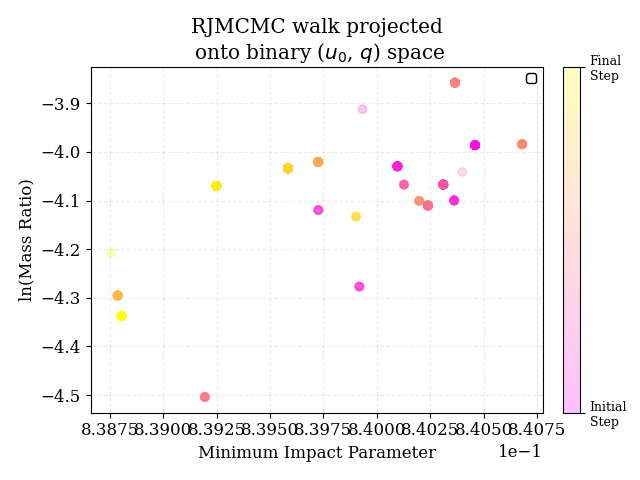 RJMCMC walk projected
onto binary (u₀, q) space
Final
Step
−3.9
−4.0
−4.1
−4.2
−4.3
−4.4
−4.5
ln(Mass Ratio)
Initial
Step
8.3875 8.3900 8.3925 8.3950 8.3975 8.4000 8.4025 8.4050 8.4075
1e−1
Minimum Impact Parameter